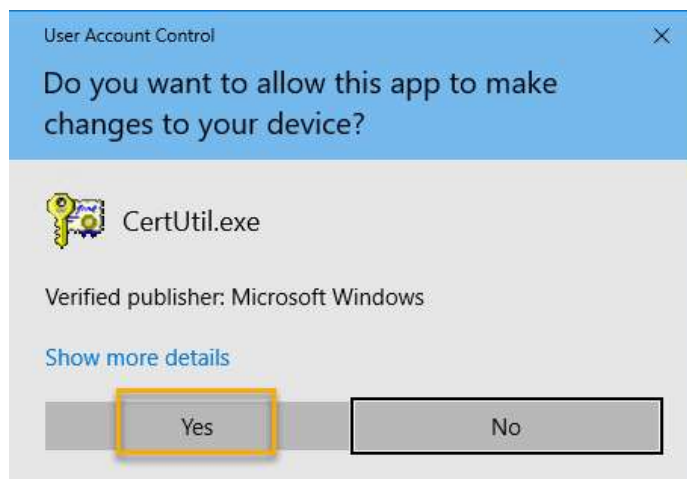 User Account Control
Do you want to allow this app to make
changes to your device?
CertUtil.exe
Verified publisher: Microsoft Windows
Show more details
Yes
No